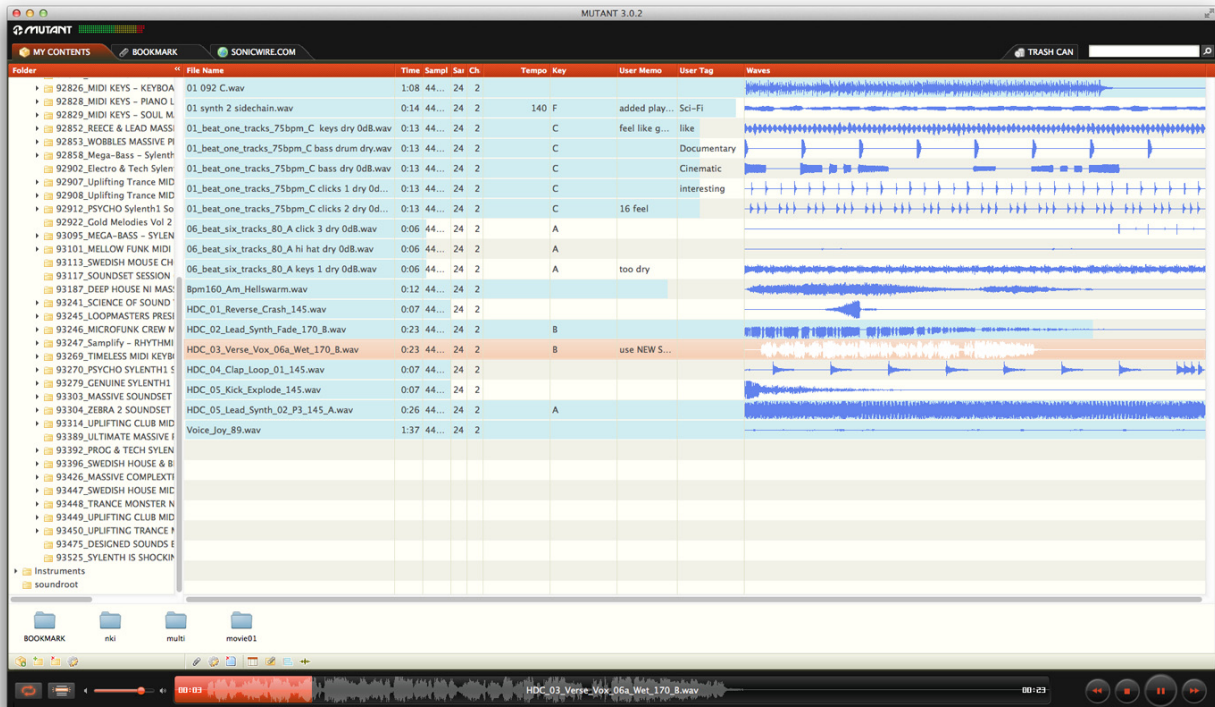 MUTANT 3.0.2
MUTANT
MY CONTENTS BOOKMARK SONICWIRE.COM TRASH CAN
Folder « File Name Time Sampl Sai Ch Tempo Key User Memo User Tag Waves
92826_MIDI KEYS – KEYBOA
92828_MIDI KEYS – PIANO L
92829_MIDI KEYS – SOUL M
92852_REECE & LEAD MASSI
92853_WOBBLES MASSIVE PI
92858_Mega-Bass – Sylenth
92902_Electro & Tech Sylen
92907_Uplifting Trance MID
92908_Uplifting Trance MID
92912_PSYCHO Sylenth1 So
92922_Gold Melodies Vol 2
93095_MEGA-BASS – SYLEN
93101_MELLOW FUNK MIDI
93113_SWEDISH MOUSE CH
93117_SOUNDSET SESSION
93187_DEEP HOUSE NI MAS
93241_SCIENCE OF SOUND
93245_LOOPMASTERS PRESI
93246_MICROFUNK CREW M
93247_Samplify – RHYTHMI
93269_TIMELESS MIDI KEYB
93270_PSYCHO SYLENTH1 S
93279_GENUINE SYLENTH1
93303_MASSIVE SOUNDSET
93304_ZEBRA 2 SOUNDSET
93314_UPLIFTING CLUB MID
93389_ULTIMATE MASSIVE
93392_PROG & TECH SYLEN
93396_SWEDISH HOUSE & B
93426_MASSIVE COMPLEXTR
93447_SWEDISH HOUSE MID
93448_TRANCE MONSTER N
93449_UPLIFTING CLUB MID
93450_UPLIFTING TRANCE
93475_DESIGNED SOUNDS E
93525_SYLENTH IS SHOCKIN
Instruments
soundroot
01 092 C.wav 1:08 44... 24 2
01 synth 2 sidechain.wav 0:14 44... 24 2 140 F added play... Sci-Fi
01_beat_one_tracks_75bpm_C keys dry 0dB.wav 0:13 44... 24 2 C feel like g... like
01_beat_one_tracks_75bpm_C bass drum dry.wav 0:13 44... 24 2 C Documentary
01_beat_one_tracks_75bpm_C bass dry 0dB.wav 0:13 44... 24 2 C Cinematic
01_beat_one_tracks_75bpm_C clicks 1 dry 0d... 0:13 44... 24 2 C interesting
01_beat_one_tracks_75bpm_C clicks 2 dry 0d... 0:13 44... 24 2 C 16 feel
06_beat_six_tracks_80_A click 3 dry 0dB.wav 0:06 44... 24 2 A
06_beat_six_tracks_80_A hi hat dry 0dB.wav 0:06 44... 24 2 A
06_beat_six_tracks_80_A keys 1 dry 0dB.wav 0:06 44... 24 2 A too dry
Bpm160_Am_Hellswarm.wav 0:12 44... 24 2
HDC_01_Reverse_Crash_145.wav 0:07 44... 24 2
HDC_02_Lead_Synth_Fade_170_B.wav 0:23 44... 24 2 B
HDC_03_Verse_Vox_06a_Wet_170_B.wav 0:23 44... 24 2 B use NEW S...
HDC_04_Clap_Loop_01_145.wav 0:07 44... 24 2
HDC_05_Kick_Explode_145.wav 0:07 44... 24 2
HDC_05_Lead_Synth_02_P3_145_A.wav 0:26 44... 24 2 A
Voice_Joy_89.wav 1:37 44... 24 2
BOOKMARK nki multi movie01
00:03 HDC_03_Verse_Vox_06a_Wet_170_B.wav 00:23